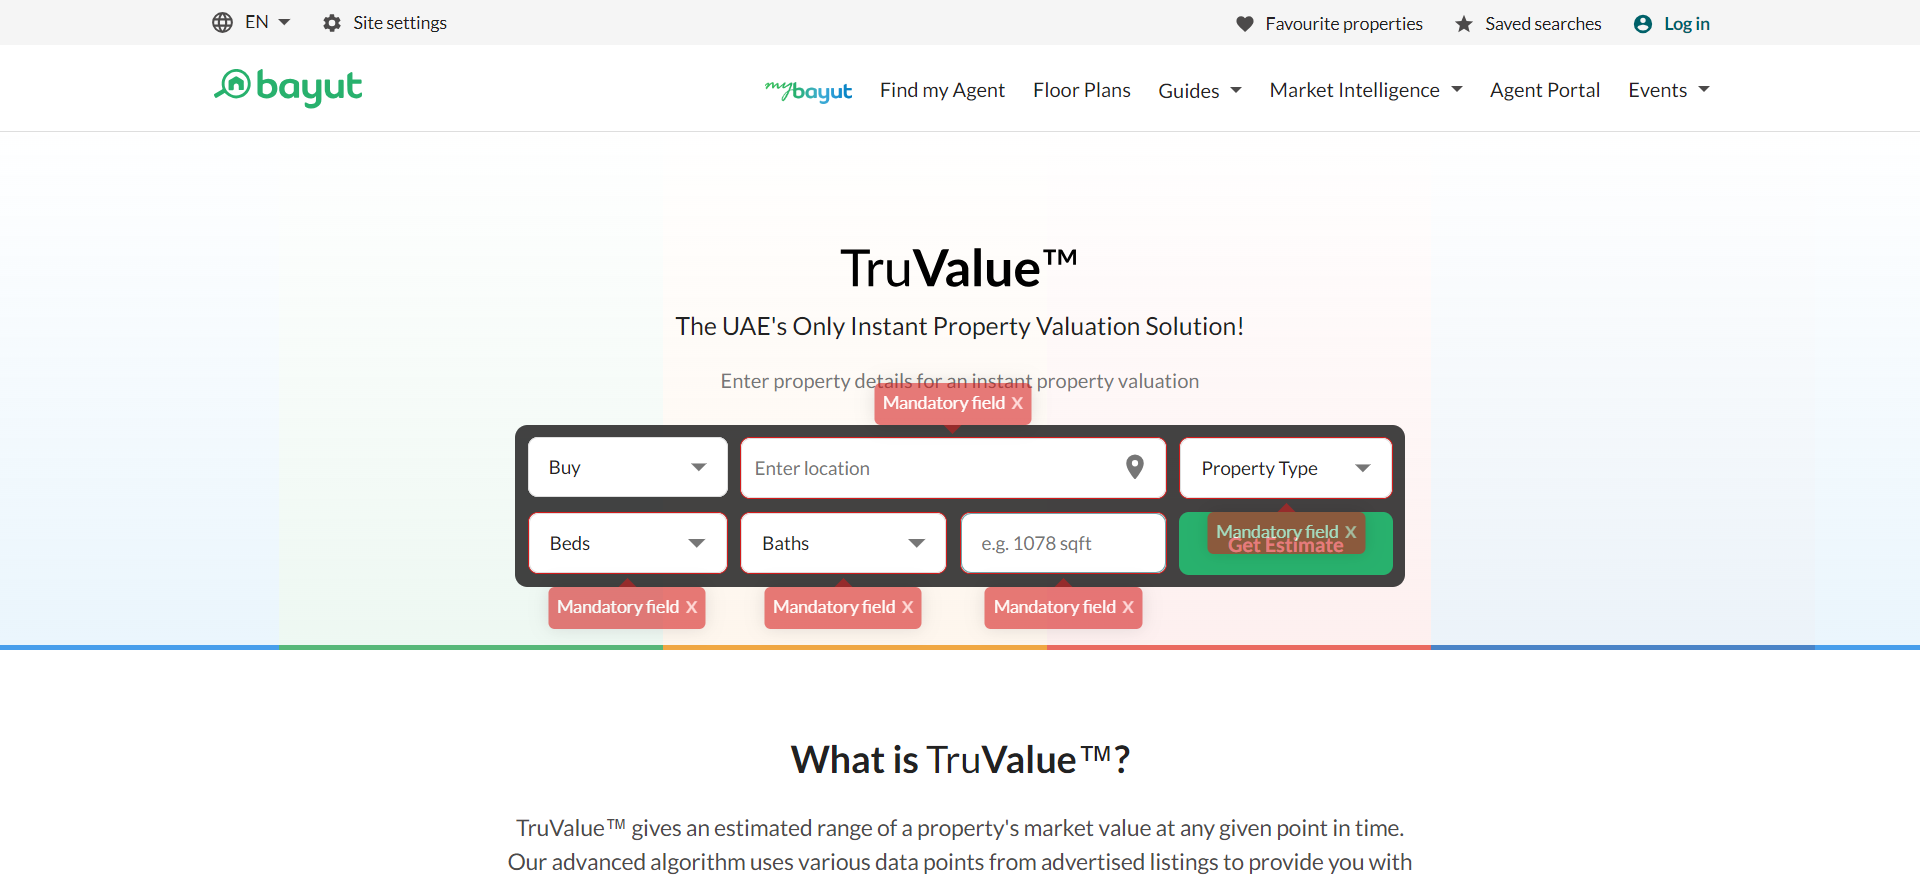 EN
Site settings
Favourite properties
Saved searches
Log in
bayut
mybayut
Find my Agent
Floor Plans
Guides
Market Intelligence
Agent Portal
Events
TruValue™
The UAE's Only Instant Property Valuation Solution!
Enter property details for an instant property valuation
Mandatory field X
Buy
Enter location
Property Type
Beds
Baths
e.g. 1078 sqft
Mandatory field X
Get Estimate
Mandatory field X
Mandatory field X
Mandatory field X
What is TruValue™?
TruValue™ gives an estimated range of a property's market value at any given point in time.
Our advanced algorithm uses various data points from advertised listings to provide you with